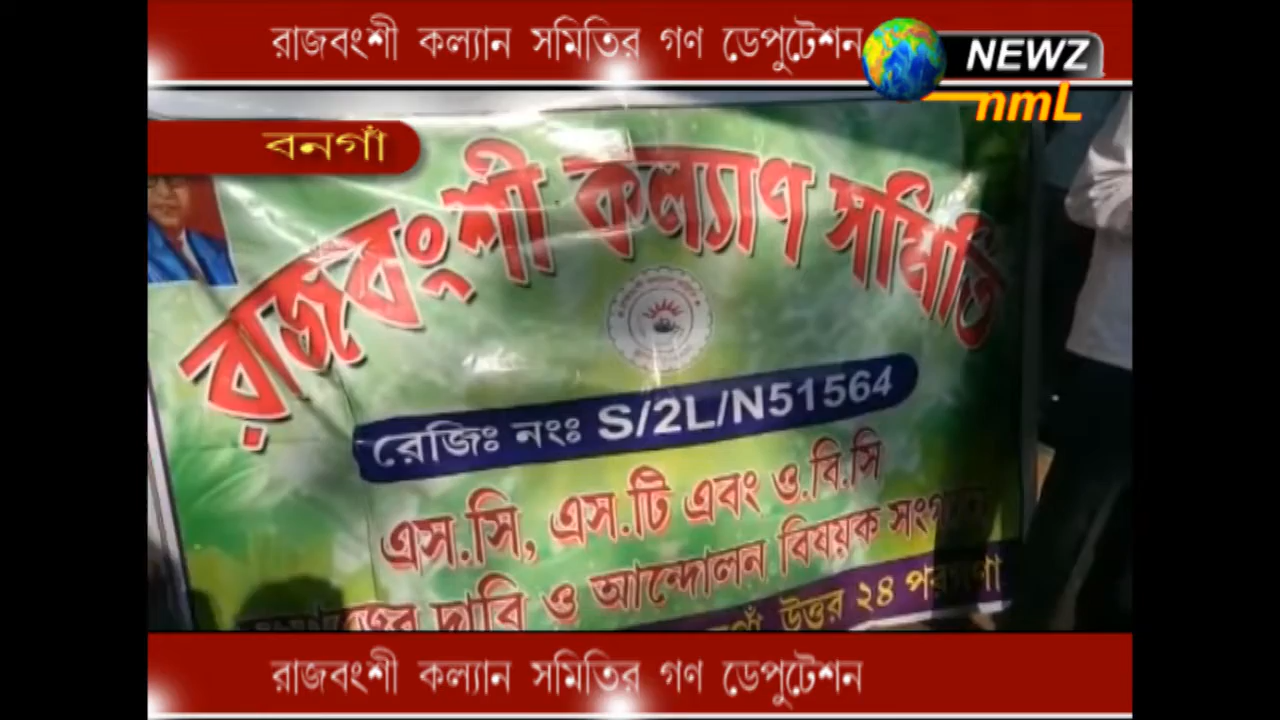 রাজবংশী কল্যান সমিতির গণ ডেপুটেশন
NEWZ
nmL
বনগাঁ
রাজবংশী কল্যাণ সমিতি
রেজিঃ নংঃ S/2L/N51564
এস.সি, এস.টি এবং ও.বি.সি
দাবি ও আন্দোলন বিষয়ক
উত্তর ২৪ পরগণা
রাজবংশী কল্যান সমিতির গণ ডেপুটেশন